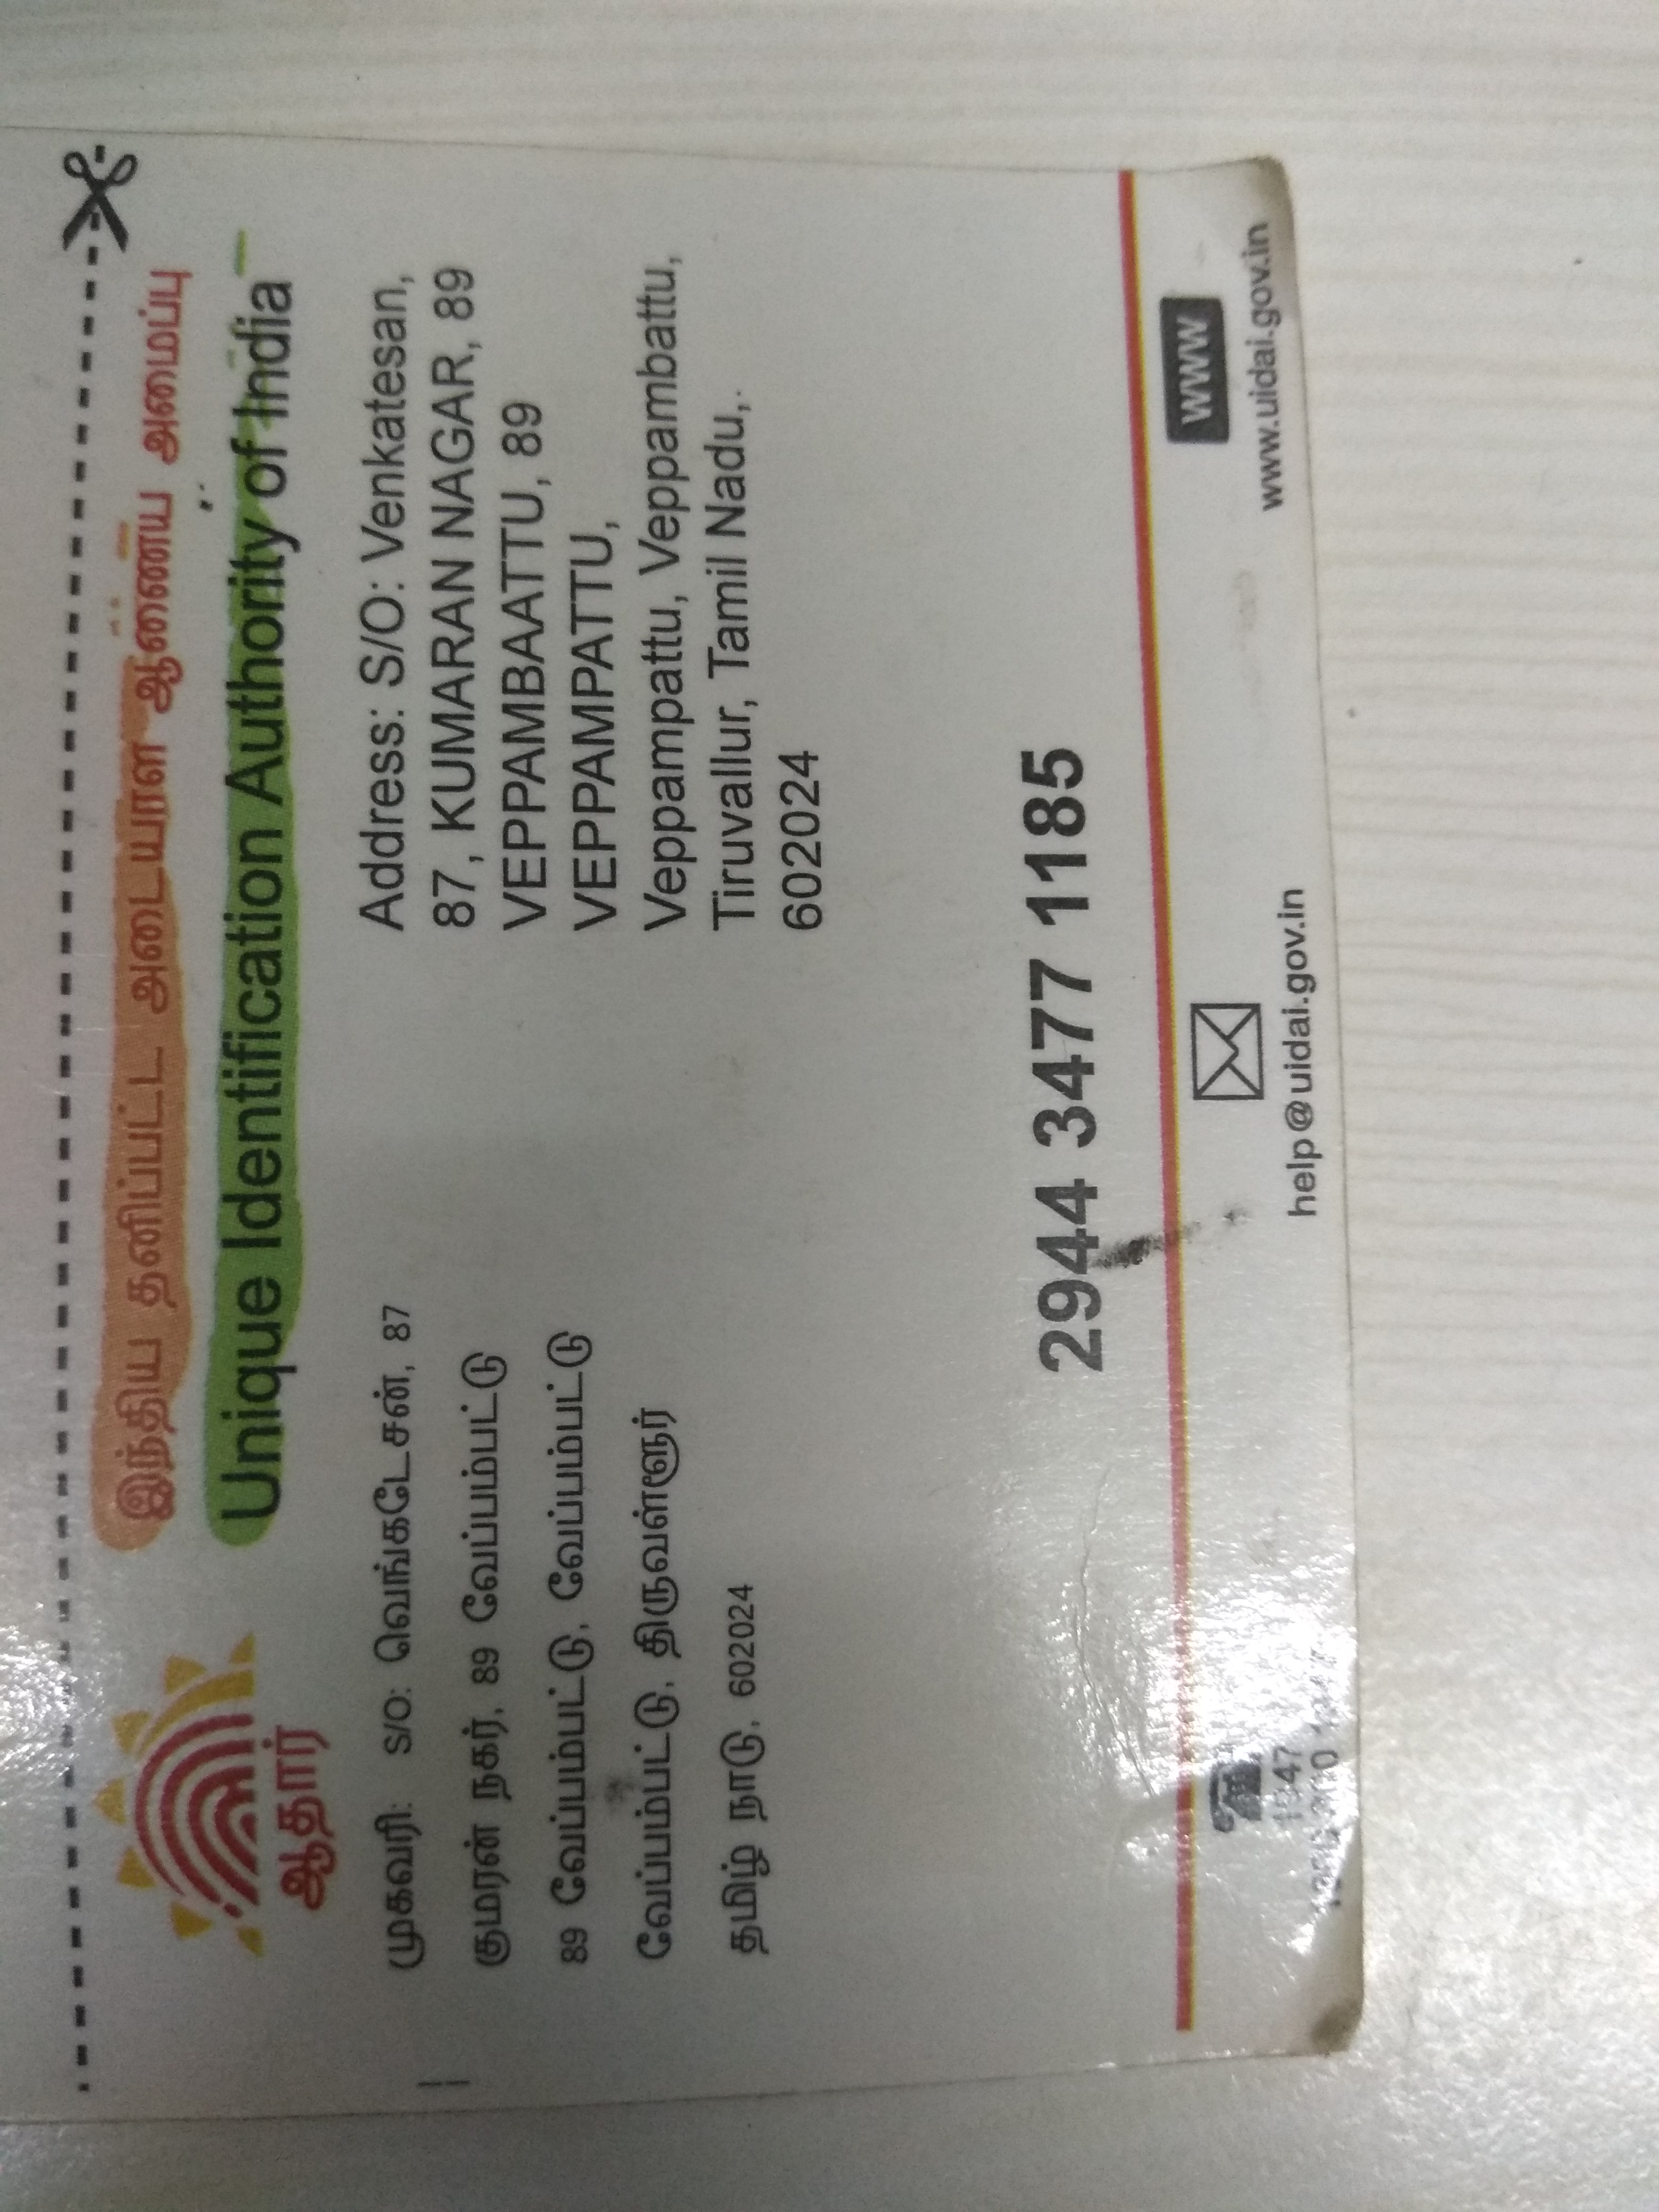 இந்திய தனிப்பட்ட அடையாள ஆணைய அமைப்பு
Unique Identification Authority of India
ஆதார்
முகவரி: S/O: வெங்கடேசன், 87
குமரன் நகர், 89 வேப்பம்பட்டு
89 வேப்பம்பட்டு, வேப்பம்பட்டு
வேப்பம்பட்டு, திருவள்ளூர்
தமிழ் நாடு, 602024
Address: S/O: Venkatesan,
87, KUMARAN NAGAR, 89
VEPPAMBAATTU, 89
VEPPAMPATTU,
Veppampattu, Veppambattu,
Tiruvallur, Tamil Nadu,
602024
2944 3477 1185
1947
help@uidai.gov.in
WWW
www.uidai.gov.in